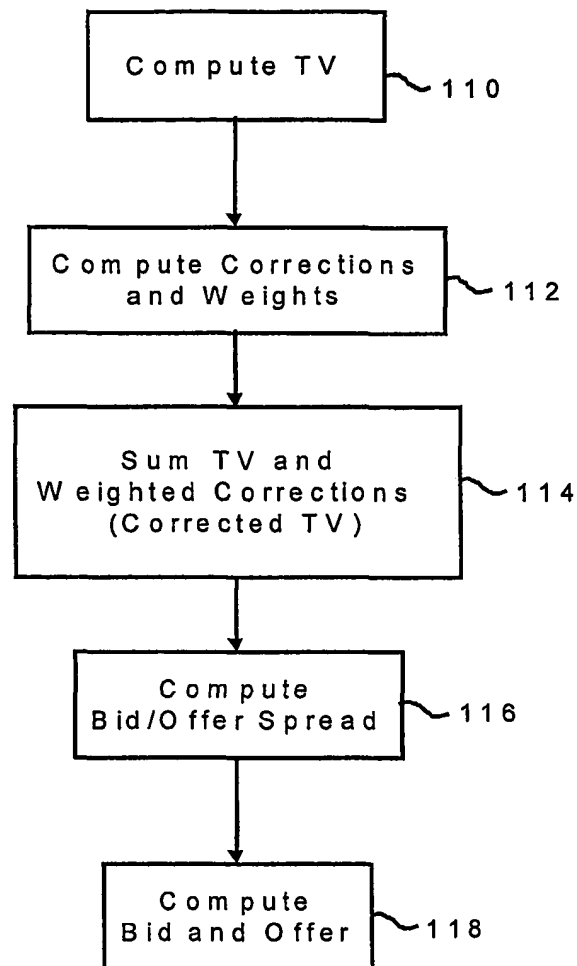 Compute TV
110
Compute Corrections
and Weights
112
Sum TV and
Weighted Corrections
(Corrected TV)
114
Compute
Bid/Offer Spread
116
Compute
Bid and Offer
118